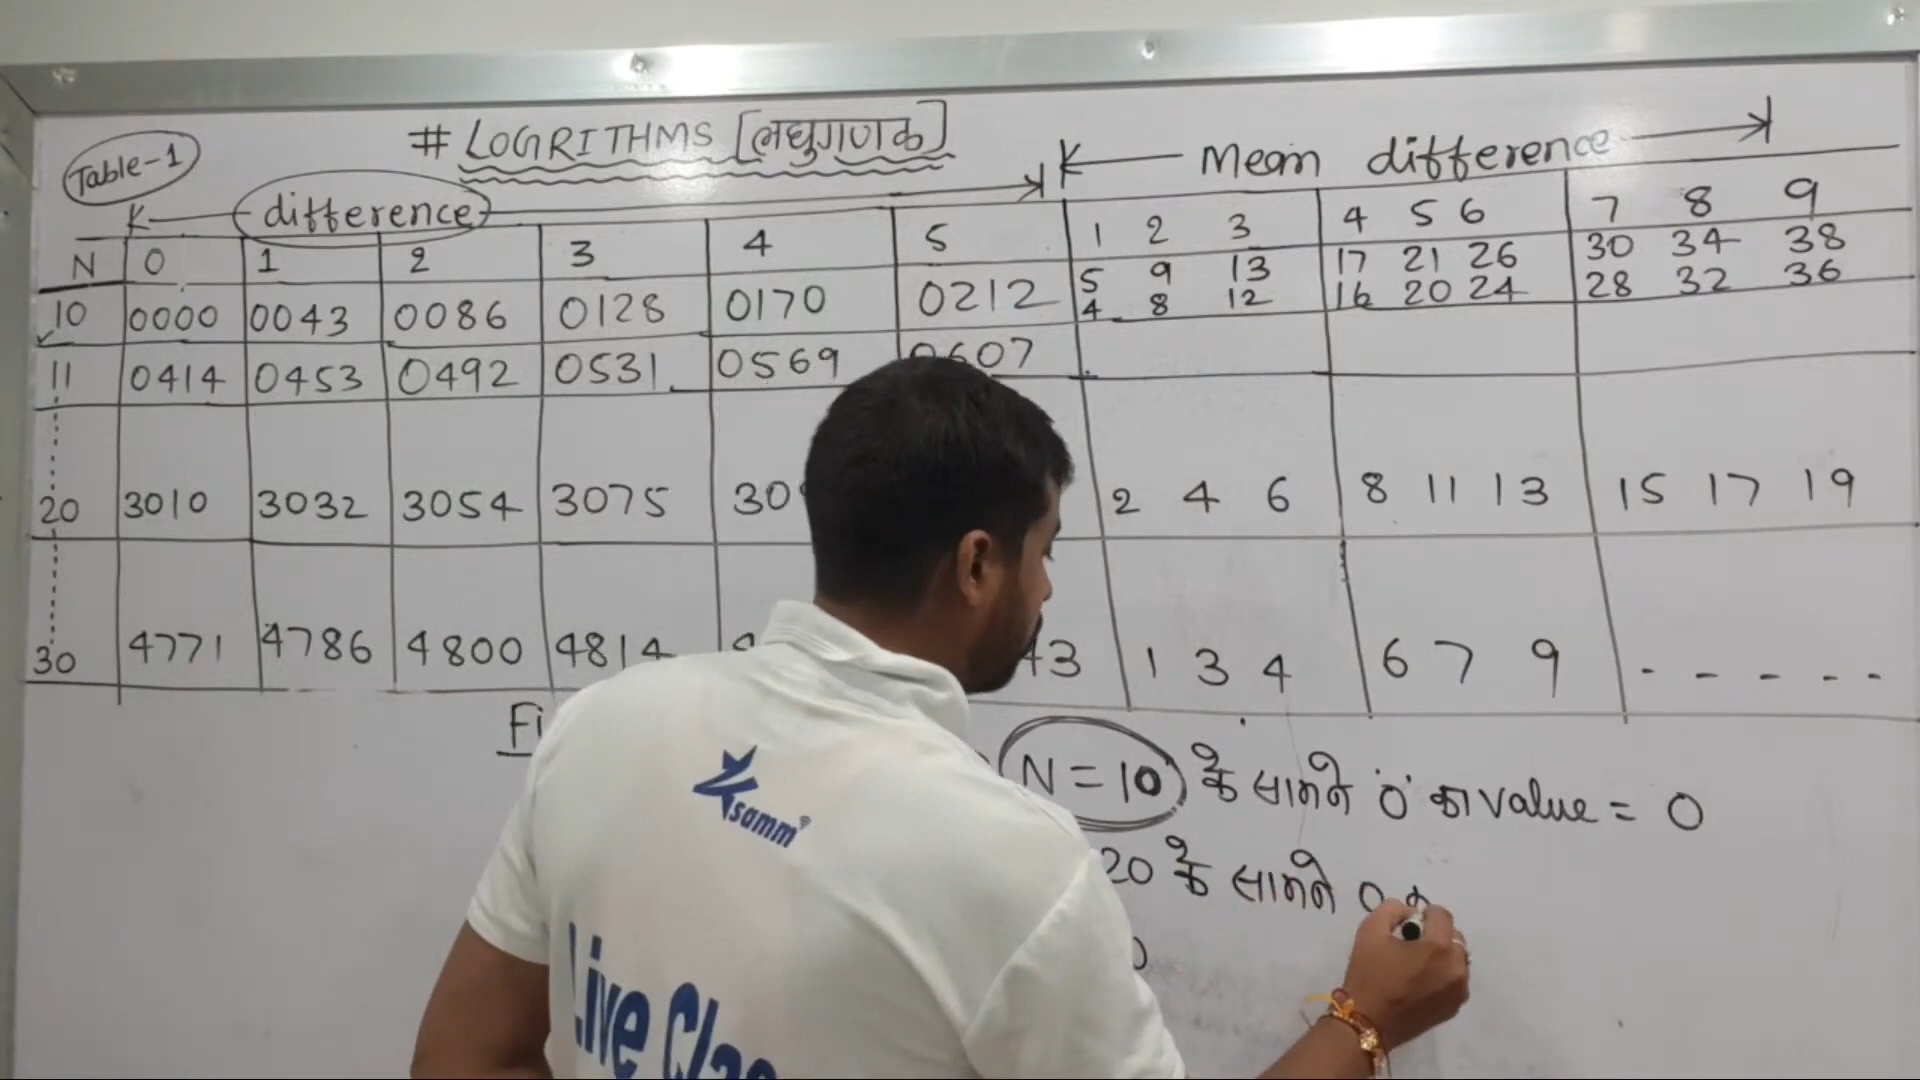 Table-1
# LOGRITHMS [लघुगणक]
difference
Mean difference
N 0 1 2 3 4 5 1 2 3 4 5 6 7 8 9
10 0000 0043 0086 0128 0170 0212 5 9 13 17 21 26 30 34 38
4 8 12 16 20 24 28 32 36
11 0414 0453 0492 0531 0569 0607
20 3010 3032 3054 3075 2 4 6 8 11 13 15 17 19
30 4771 4786 4800 4814 1 3 4 6 7 9 - - - - -
N = 10 के सामने '0' का value = 0
20 के सामने 0
samm
Live